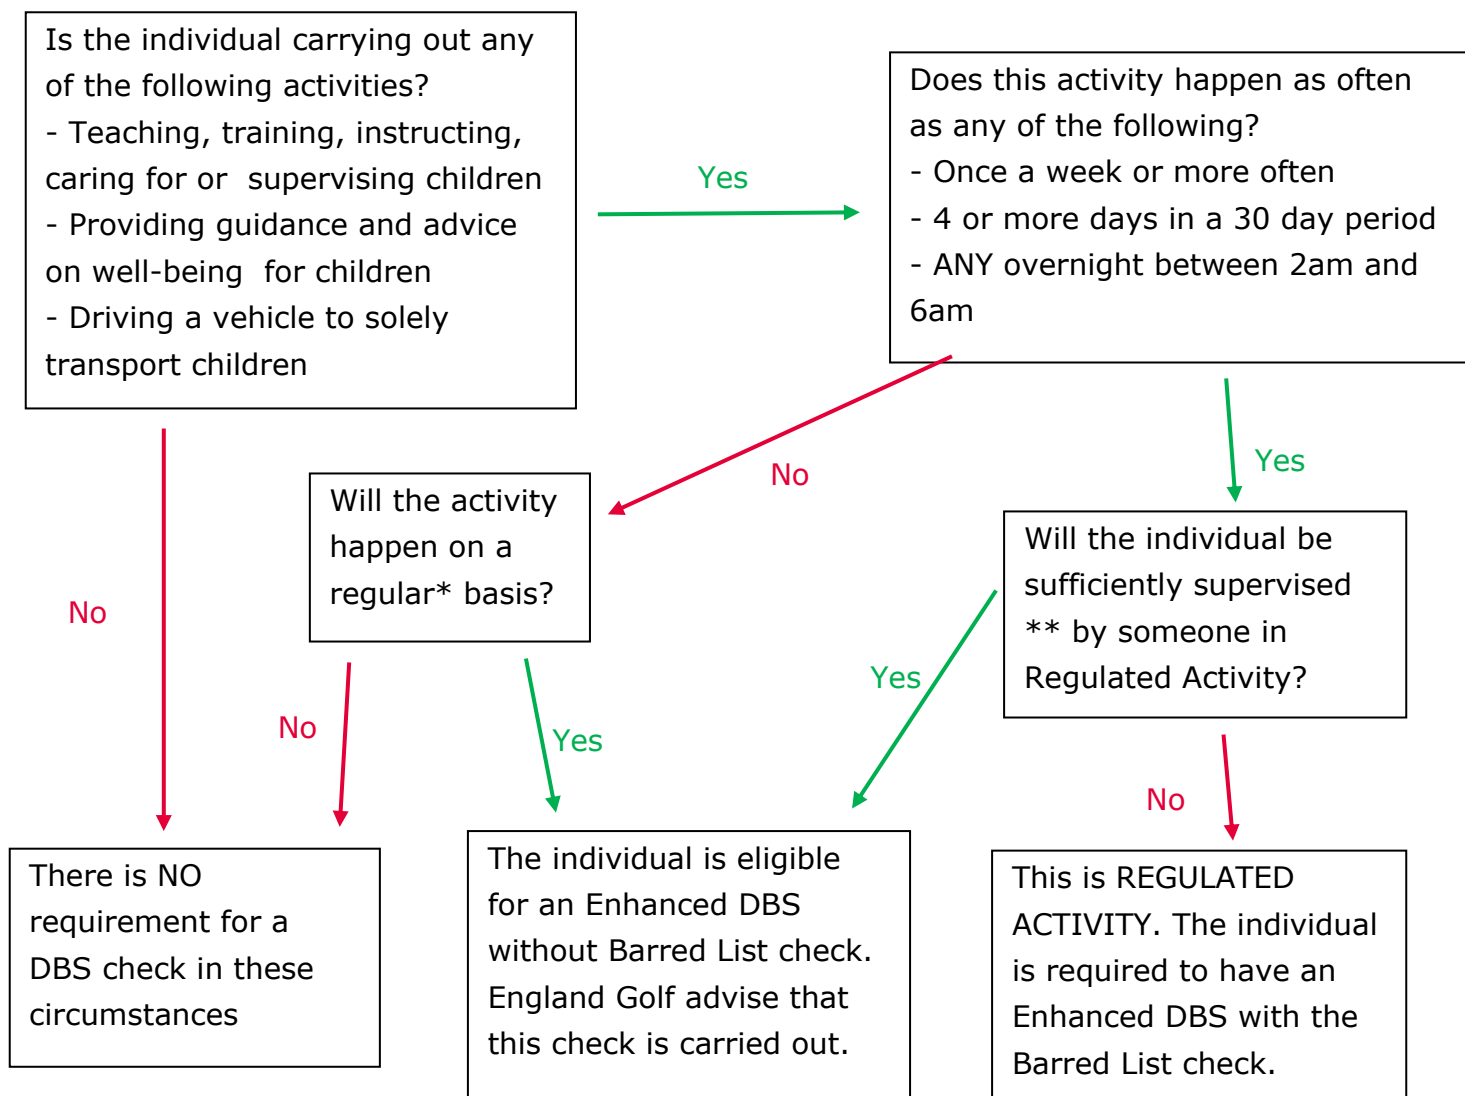 Is the individual carrying out any
of the following activities?
- Teaching, training, instructing,
caring for or supervising children
- Providing guidance and advice
on well-being for children
- Driving a vehicle to solely
transport children
Yes
Does this activity happen as often
as any of the following?
- Once a week or more often
- 4 or more days in a 30 day period
- ANY overnight between 2am and
6am
No
No
Yes
Will the activity
happen on a
regular* basis?
Will the individual be
sufficiently supervised
** by someone in
Regulated Activity?
No
Yes
Yes
No
There is NO
requirement for a
DBS check in these
circumstances
The individual is eligible
for an Enhanced DBS
without Barred List check.
England Golf advise that
this check is carried out.
This is REGULATED
ACTIVITY. The individual
is required to have an
Enhanced DBS with the
Barred List check.